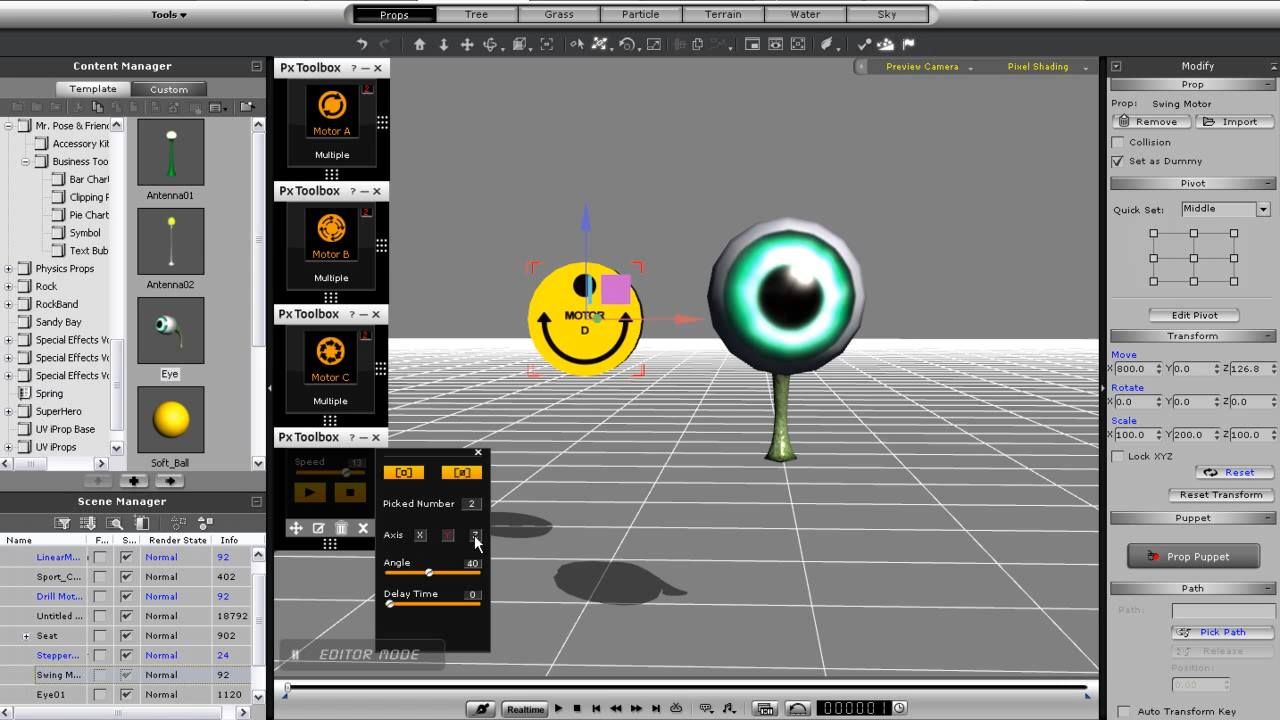 Tools
Props
Tree
Grass
Particle
Terrain
Water
Sky
Content Manager
Template
Custom
Mr. Pose & Friend
Accessory Kit
Business Too
Bar Chart
Clipping F
Pie Chart
Symbol
Text Bub
Physics Props
Rock
RockBand
Sandy Bay
Special Effects V
Special Effects V
Special Effects V
Spring
SuperHero
UV iProp Base
UV iProps
Antenna01
Antenna02
Eye
Soft_Ball
Scene Manager
Name
F...
S...
Render State
Info
LinearM...
Normal
92
Sport_C...
Normal
402
Drill Mot...
Normal
92
Untitled ...
Normal
18792
Seat
Normal
902
Stepper...
Normal
24
Swing M...
Normal
92
Eye01
Normal
1120
Px Toolbox ? – ×
2
Motor A
Multiple
Px Toolbox ? – ×
2
Motor B
Multiple
Px Toolbox ? – ×
2
Motor C
Multiple
Px Toolbox ? – ×
Speed 13
Picked Number 2
Axis X Y Z
Angle 40
Delay Time 0
EDITOR MODE
Preview Camera
Pixel Shading
MOTOR
D
Realtime
000001
Modify
Prop
Prop: Swing Motor
Remove
Import
Collision
Set as Dummy
Pivot
Quick Set: Middle
Edit Pivot
Transform
Move
X 800.0 Y 0.0 Z 126.8
Rotate
X 0.0 Y 0.0 Z 0.0
Scale
X 100.0 Y 200.0 Z 100.0
Lock XYZ
Reset
Reset Transform
Puppet
Prop Puppet
Path
Path:
Pick Path
Release
Position:
0.00
Auto Transform Key